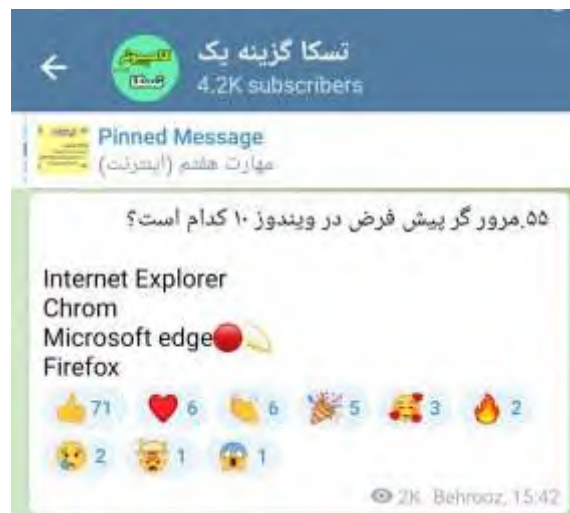 تسکا گزینه یک
4.2K subscribers
Pinned Message
مهارت هفتم (اینترنت)
۵۵.مرور گر پیش فرض در ویندوز ۱۰ کدام است؟
Internet Explorer
Chrom
Microsoft edge
Firefox
71 6 6 5 3 2
2 1 1
2K Behrooz, 15:42